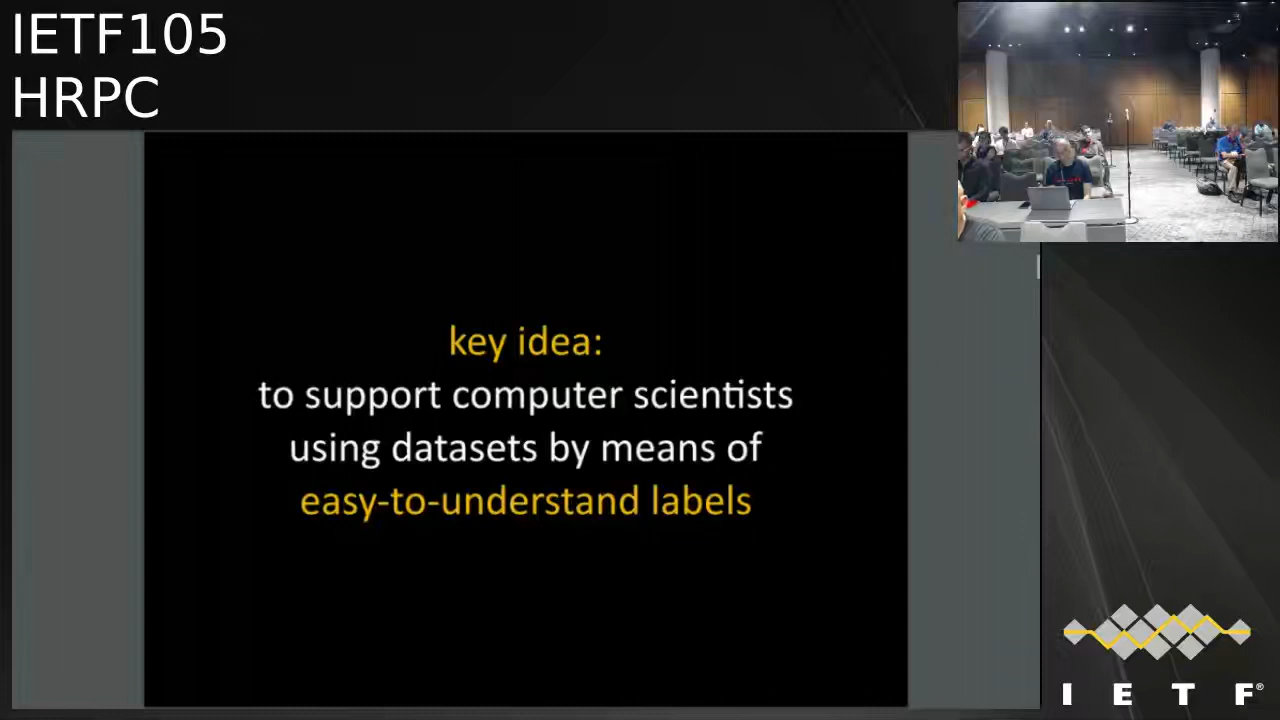 IETF105
HRPC
key idea:
to support computer scientists
using datasets by means of
easy-to-understand labels
I E T F®